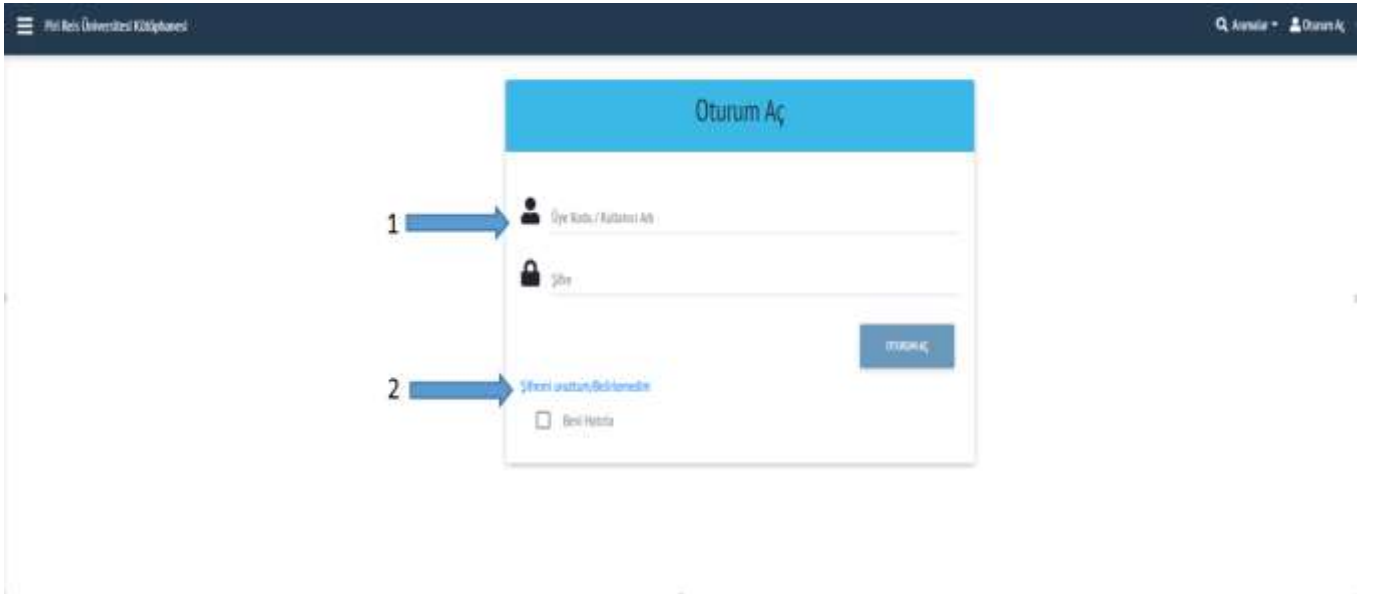 Piri Reis Üniversitesi Kütüphanesi
Aramalar
Oturum Aç
Oturum Aç
1
Üye Kodu / Kullanıcı Adı
Şifre
OTURUM AÇ
2
Şifremi unuttum/Belirlemedim
Beni Hatırla